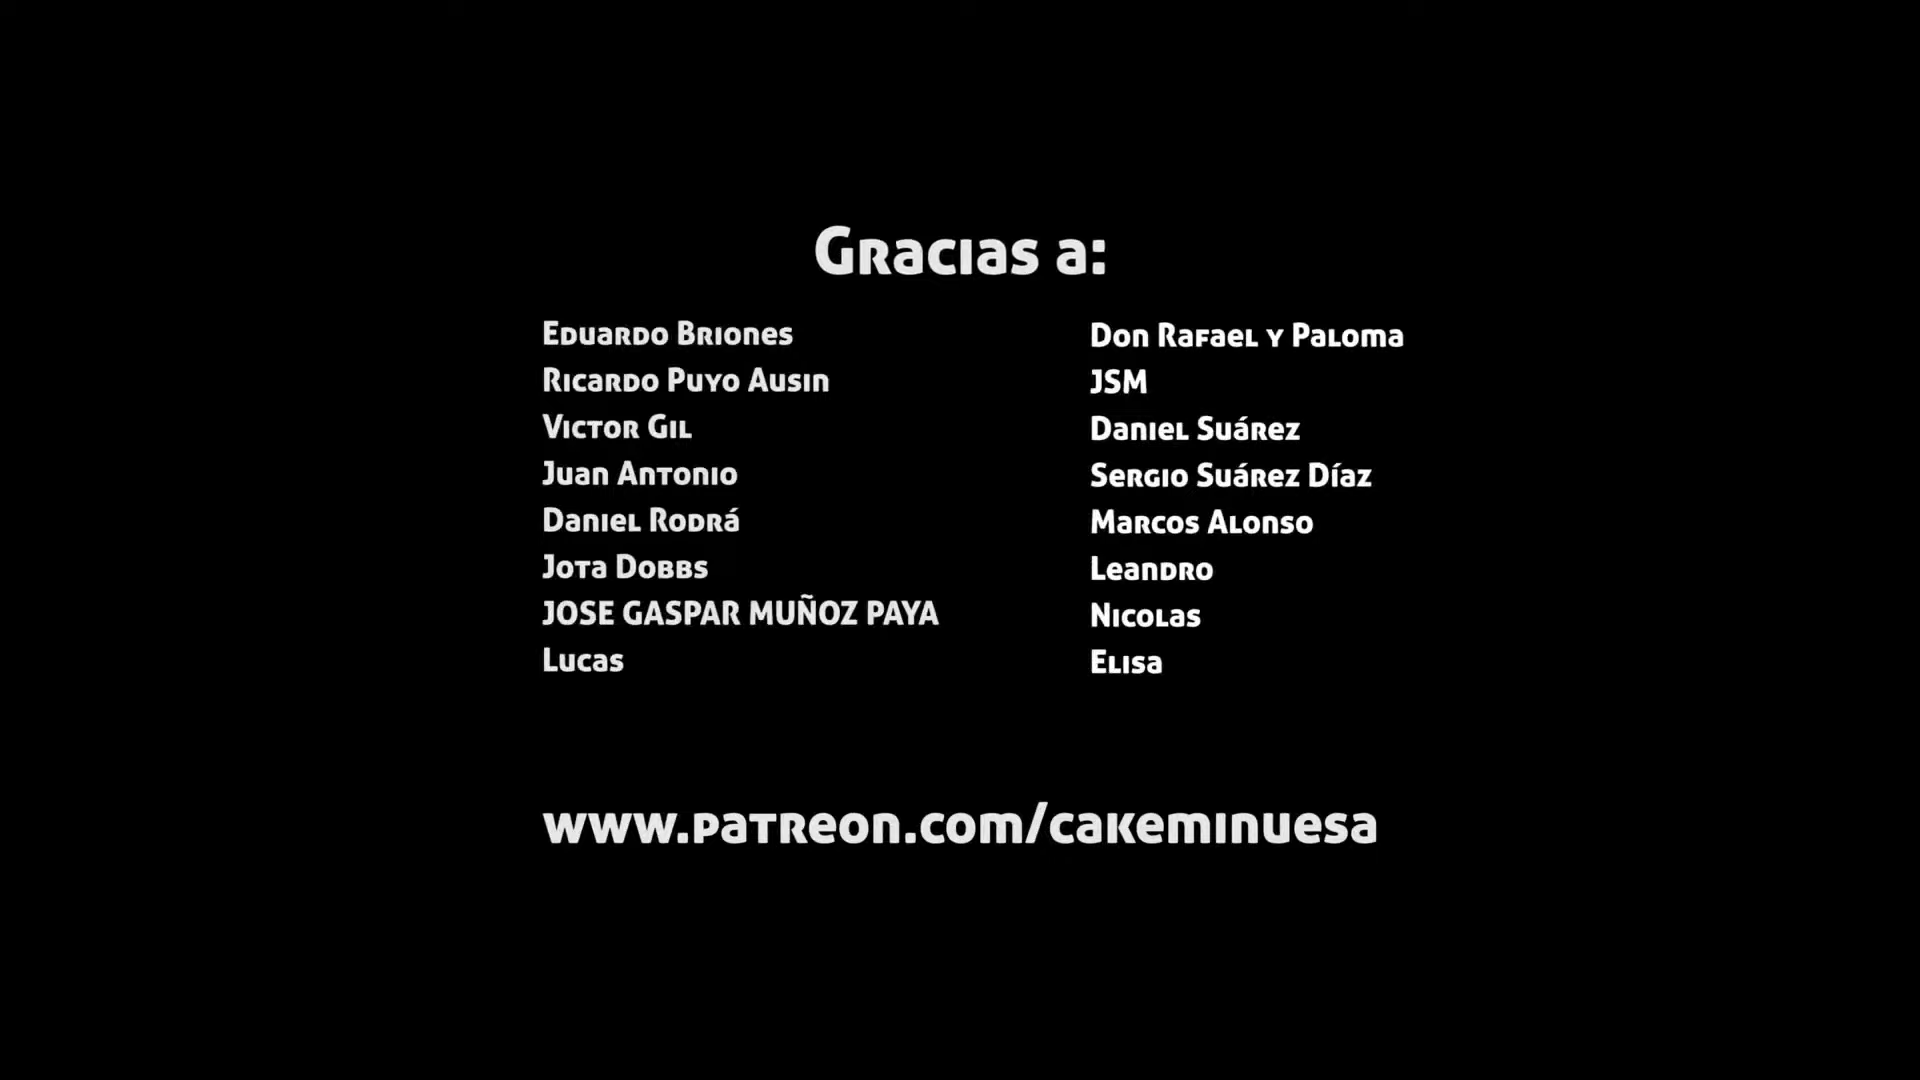 Gracias a:
Eduardo Briones
Ricardo Puyo Ausin
Victor Gil
Juan Antonio
Daniel Rodrá
Jota Dobbs
JOSE GASPAR MUÑOZ PAYA
Lucas
Don Rafael y Paloma
JSM
Daniel Suárez
Sergio Suárez Díaz
Marcos Alonso
Leandro
Nicolas
Elisa
www.patreon.com/cakeminuesa